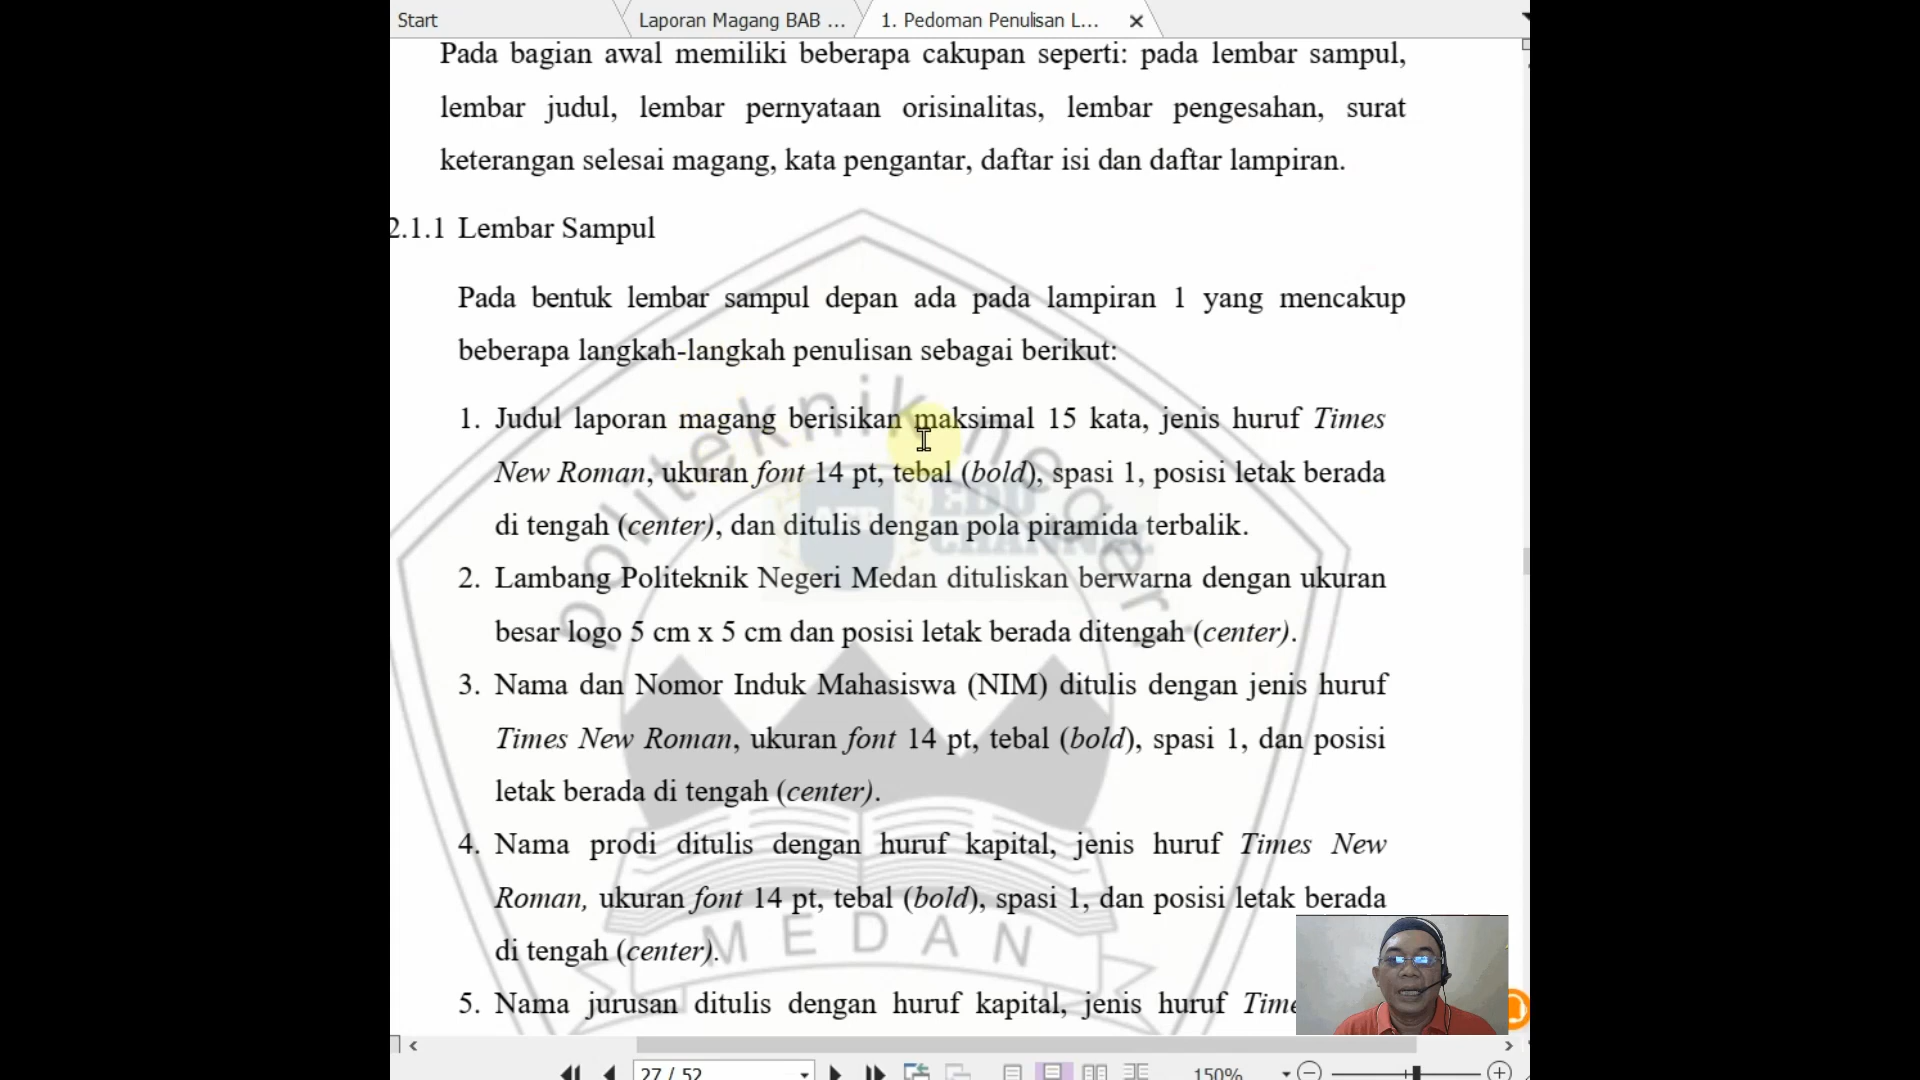 Start
Laporan Magang BAB ...
1. Pedoman Penulisan L...
Pada bagian awal memiliki beberapa cakupan seperti: pada lembar sampul,
lembar judul, lembar pernyataan orisinalitas, lembar pengesahan, surat
keterangan selesai magang, kata pengantar, daftar isi dan daftar lampiran.
2.1.1 Lembar Sampul
Pada bentuk lembar sampul depan ada pada lampiran 1 yang mencakup
beberapa langkah-langkah penulisan sebagai berikut:
1. Judul laporan magang berisikan maksimal 15 kata, jenis huruf Times
New Roman, ukuran font 14 pt, tebal (bold), spasi 1, posisi letak berada
di tengah (center), dan ditulis dengan pola piramida terbalik.
2. Lambang Politeknik Negeri Medan dituliskan berwarna dengan ukuran
besar logo 5 cm x 5 cm dan posisi letak berada ditengah (center).
3. Nama dan Nomor Induk Mahasiswa (NIM) ditulis dengan jenis huruf
Times New Roman, ukuran font 14 pt, tebal (bold), spasi 1, dan posisi
letak berada di tengah (center).
4. Nama prodi ditulis dengan huruf kapital, jenis huruf Times New
Roman, ukuran font 14 pt, tebal (bold), spasi 1, dan posisi letak berada
di tengah (center).
5. Nama jurusan ditulis dengan huruf kapital, jenis huruf
politeknik negeri
EDU
CHANNEL
MEDAN
27 / 52
150%